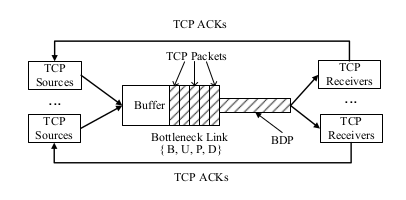 TCP ACKs
TCP Packets
TCP
Sources
TCP
Receivers
...
Buffer
...
TCP
Sources
TCP
Receivers
Bottleneck Link
{ B, U, P, D }
BDP
TCP ACKs